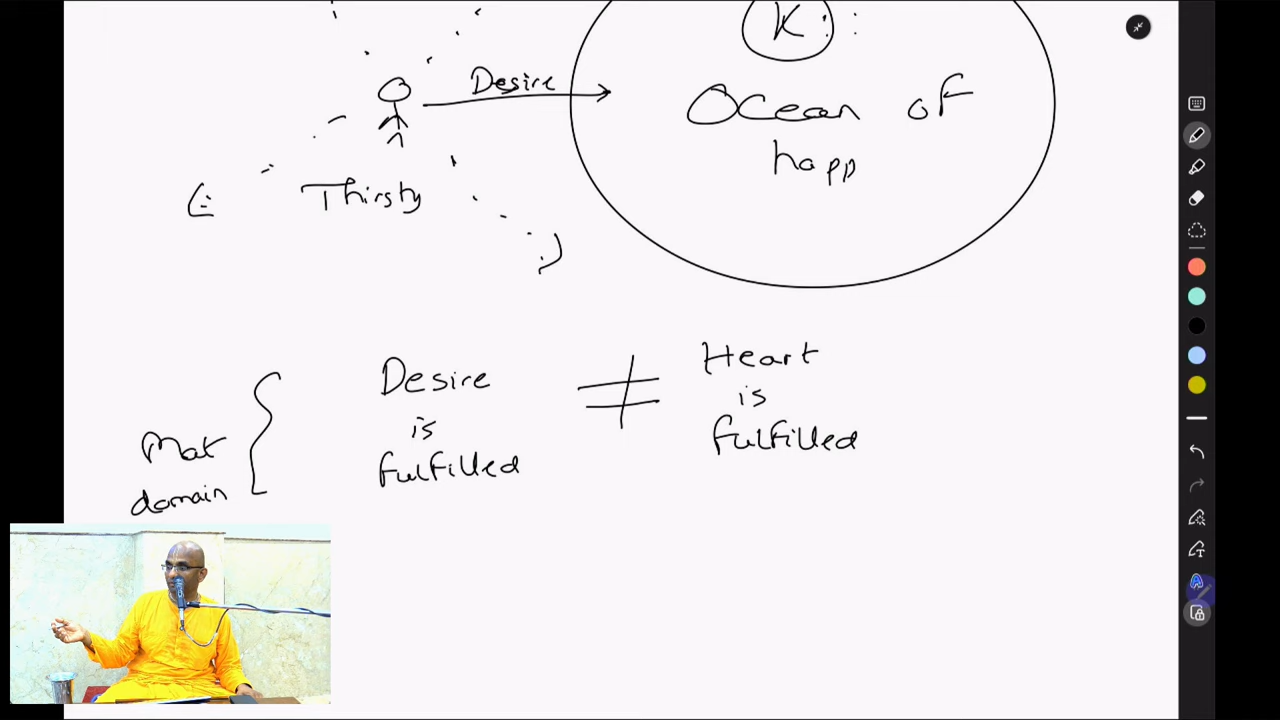 K
Desire
Ocean of
happ
Thirsty
Desire
is
fulfilled
≠
Heart
is
fulfilled
Mat
domain